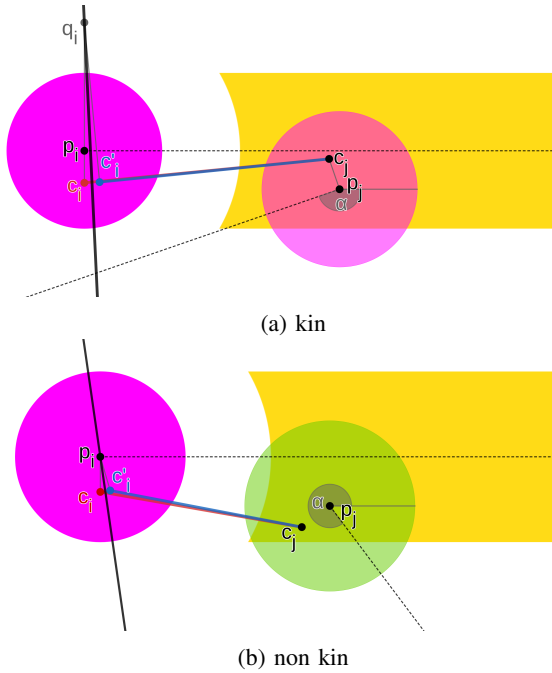 q_i
p_i
c_i
c'_i
c_j
p_j
α
(a) kin
p_i
c_i
c'_i
α
p_j
c_j
(b) non kin